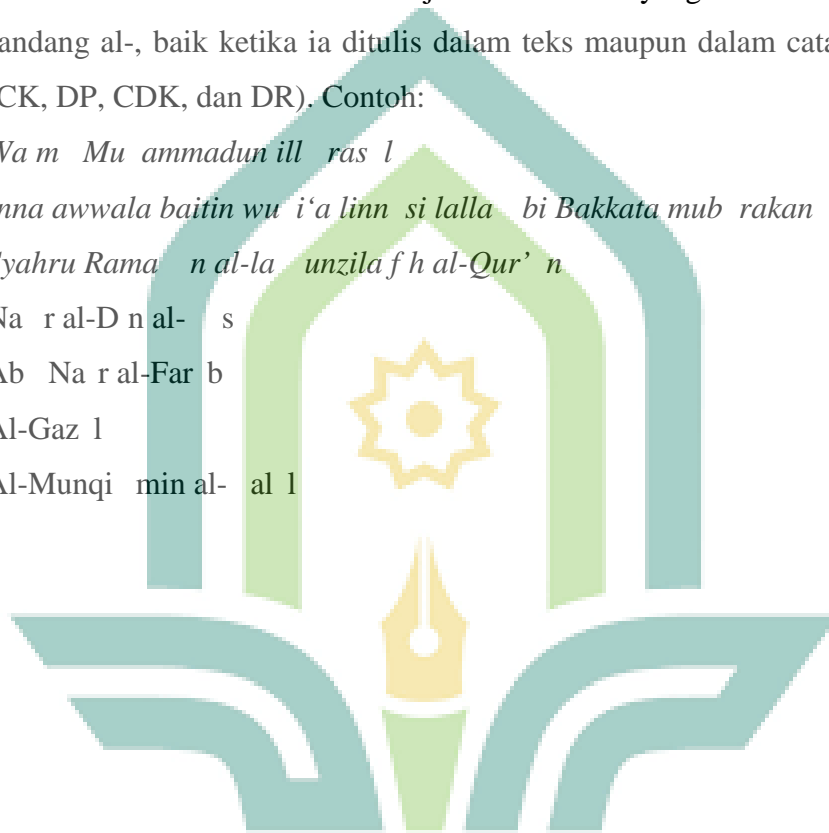 andang al-, baik ketika ia ditulis dalam teks maupun dalam cata
CK, DP, CDK, dan DR). Contoh:
Wa m Mu ammadun ill ras l
nna awwala baitin wu i‘a linn si lalla bi Bakkata mub rakan
yahru Rama n al-la unzila f h al-Qur’ n
Na r al-D n al- s
Ab Na r al-Far b
Al-Gaz l
Al-Munqi min al- al l